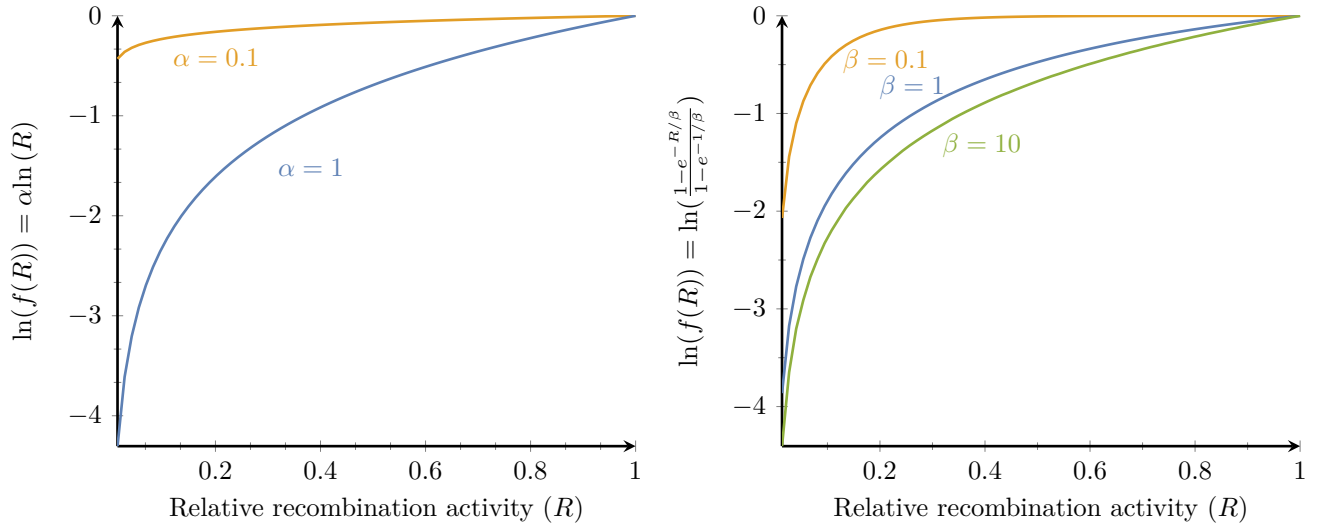 ln(f(R)) = αln (R)
0
−1
−2
−3
−4
α = 0.1
α = 1
0.2 0.4 0.6 0.8 1
Relative recombination activity (R)
ln(f(R)) = ln(\frac{1−e^{−R/β}}{1−e^{−1/β}})
0
−1
−2
−3
−4
β = 0.1
β = 1
β = 10
0.2 0.4 0.6 0.8 1
Relative recombination activity (R)